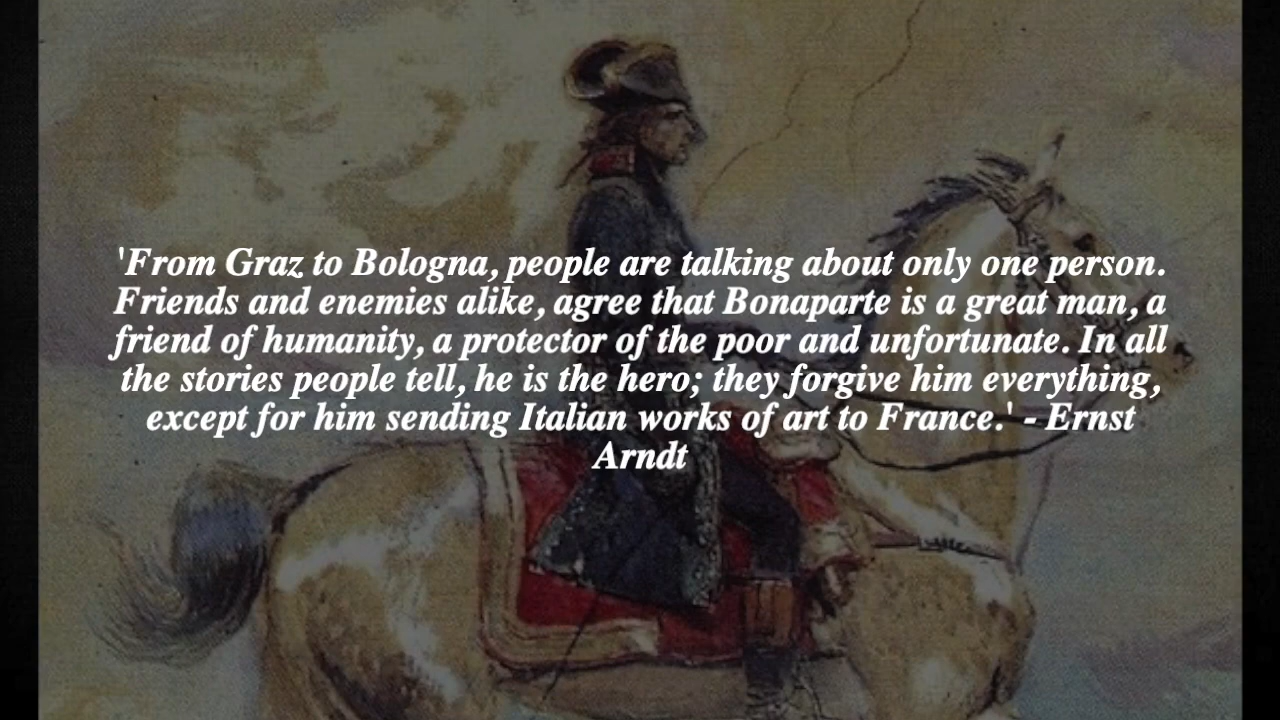 'From Graz to Bologna, people are talking about only one person.
Friends and enemies alike, agree that Bonaparte is a great man, a
friend of humanity, a protector of the poor and unfortunate. In all
the stories people tell, he is the hero; they forgive him everything,
except for him sending Italian works of art to France.' - Ernst
Arndt